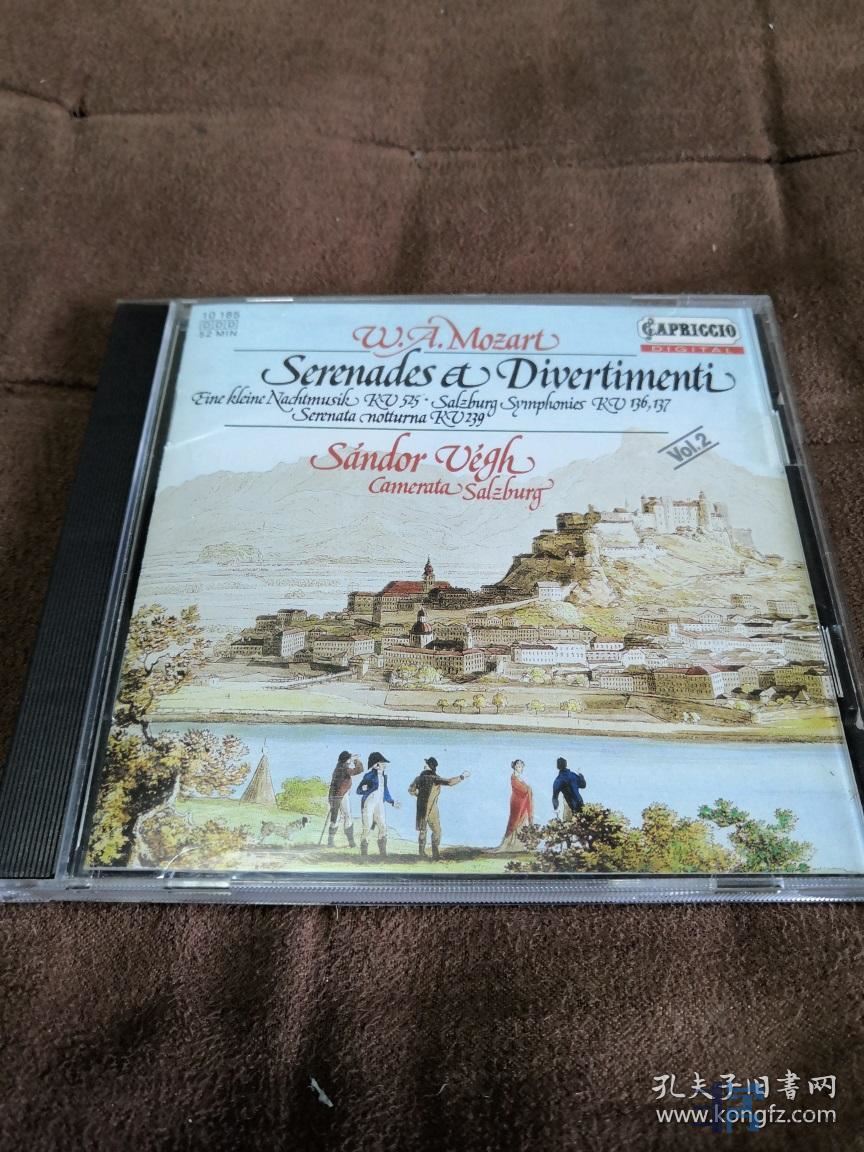 10 185
DDD
52 MIN
CAPRICCIO
DIGITAL
W. A. Mozart
Serenades et Divertimenti
Eine kleine Nachtmusik KV 525 · Salzburg Symphonies KV 136, 137
Serenata notturna KV 239
Vol. 2
Sándor Végh
Camerata Salzburg
孔夫子旧書网
www.kongfz.com